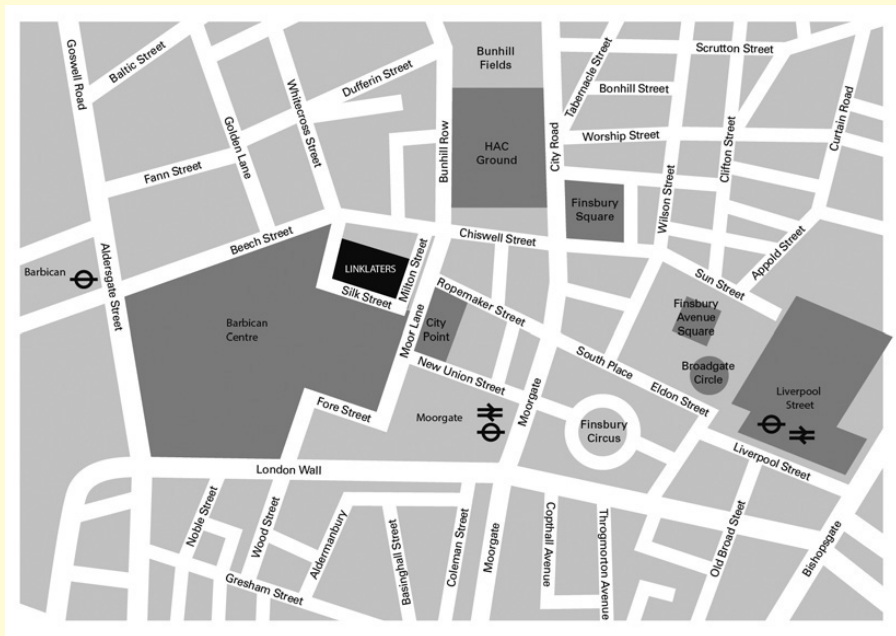 Goswell Road
Baltic Street
Golden Lane
Whitecross Street
Dufferin Street
Fann Street
Bunhill Row
Bunhill
Fields
HAC
Ground
City Road
Tabernacle Street
Scrutton Street
Bonhill Street
Worship Street
Wilson Street
Clifton Street
Curtain Road
Finsbury
Square
Chiswell Street
Beech Street
Barbican
Aldersgate Street
LINKLATERS
Silk Street
Milton Street
Moor Lane
Barbican
Centre
City
Point
Ropemaker Street
New Union Street
Fore Street
Moorgate
Moorgate
South Place
Eldon Street
Finsbury
Circus
Sun Street
Appold Street
Finsbury
Avenue
Square
Broadgate
Circle
Liverpool
Street
Liverpool Street
London Wall
Noble Street
Wood Street
Gresham Street
Aldermanbury
Basinghall Street
Coleman Street
Moorgate
Copthall Avenue
Throgmorton Avenue
Old Broad Steet
Bishopsgate